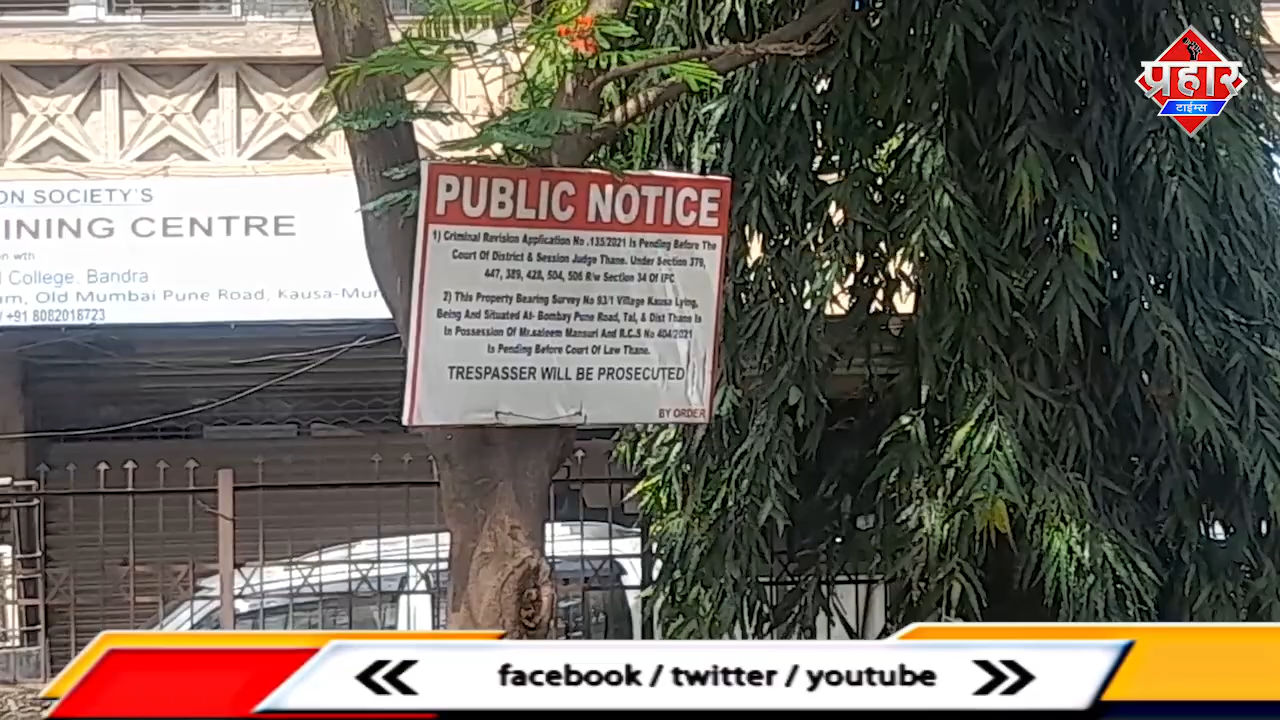 प्रहार
टाईम्स
ON SOCIETY'S
INING CENTRE
College, Bandra
Old Mumbai Pune Road, Kausa-Mum
+91 8082018723
PUBLIC NOTICE
1) Criminal Revision Application No .135/2021 Is Pending Before The
Court Of District & Session Judge Thane. Under Section 379,
447, 389, 428, 504, 506 R/w Section 34 Of IPC
2) This Property Bearing Survey No 93/1 Village Kausa Lying,
Being And Situated At- Bombay Pune Road, Tal, & Dist Thane Is
In Possession Of Mr.saleem Mansuri And R.C.S No 404/2021
Is Pending Before Court Of Law Thane.
TRESPASSER WILL BE PROSECUTED
BY ORDER
facebook / twitter / youtube